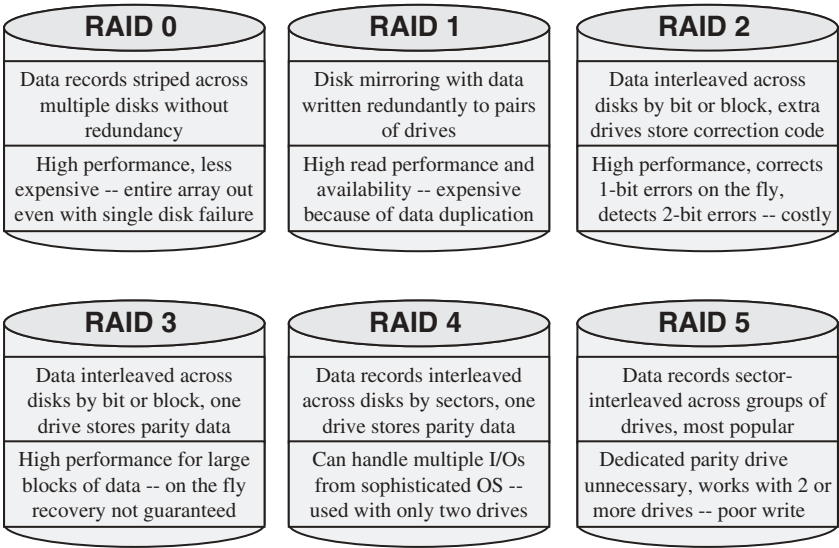 RAID 0
Data records striped across
multiple disks without
redundancy
High performance, less
expensive -- entire array out
even with single disk failure
RAID 1
Disk mirroring with data
written redundantly to pairs
of drives
High read performance and
availability -- expensive
because of data duplication
RAID 2
Data interleaved across
disks by bit or block, extra
drives store correction code
High performance, corrects
1-bit errors on the fly,
detects 2-bit errors -- costly
RAID 3
Data interleaved across
disks by bit or block, one
drive stores parity data
High performance for large
blocks of data -- on the fly
recovery not guaranteed
RAID 4
Data records interleaved
across disks by sectors, one
drive stores parity data
Can handle multiple I/Os
from sophisticated OS --
used with only two drives
RAID 5
Data records sector-
interleaved across groups of
drives, most popular
Dedicated parity drive
unnecessary, works with 2 or
more drives -- poor write